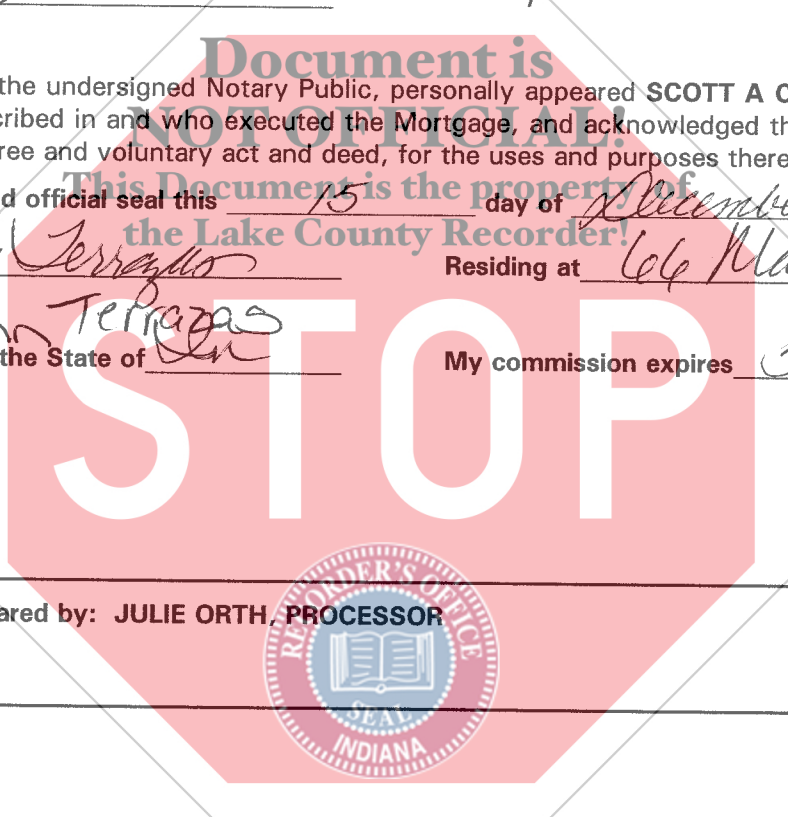 Document is
the undersigned Notary Public, personally appeared SCOTT A C
NOT OFFICIAL!
cribed in and who executed the Mortgage, and acknowledged th
ree and voluntary act and deed, for the uses and purposes there
This Document is the property of
d official seal this 15 day of Decembe
the Lake County Recorder!
Residing at 66
Terrazas
the State of In My commission expires
STOP
ared by: JULIE ORTH, PROCESSOR
RECORDER'S OFFICE
SEAL
INDIANA